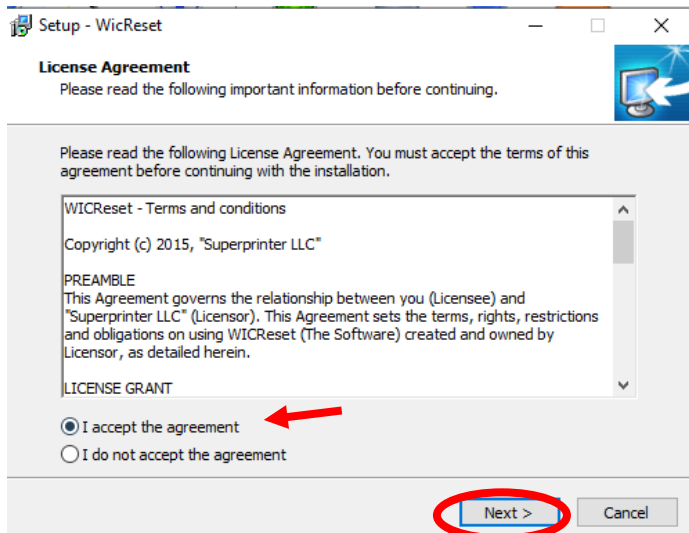 Setup - WicReset
License Agreement
Please read the following important information before continuing.
Please read the following License Agreement. You must accept the terms of this
agreement before continuing with the installation.
WICReset - Terms and conditions
Copyright (c) 2015, "Superprinter LLC"
PREAMBLE
This Agreement governs the relationship between you (Licensee) and
"Superprinter LLC" (Licensor). This Agreement sets the terms, rights, restrictions
and obligations on using WICReset (The Software) created and owned by
Licensor, as detailed herein.
LICENSE GRANT
I accept the agreement
I do not accept the agreement
Next >
Cancel